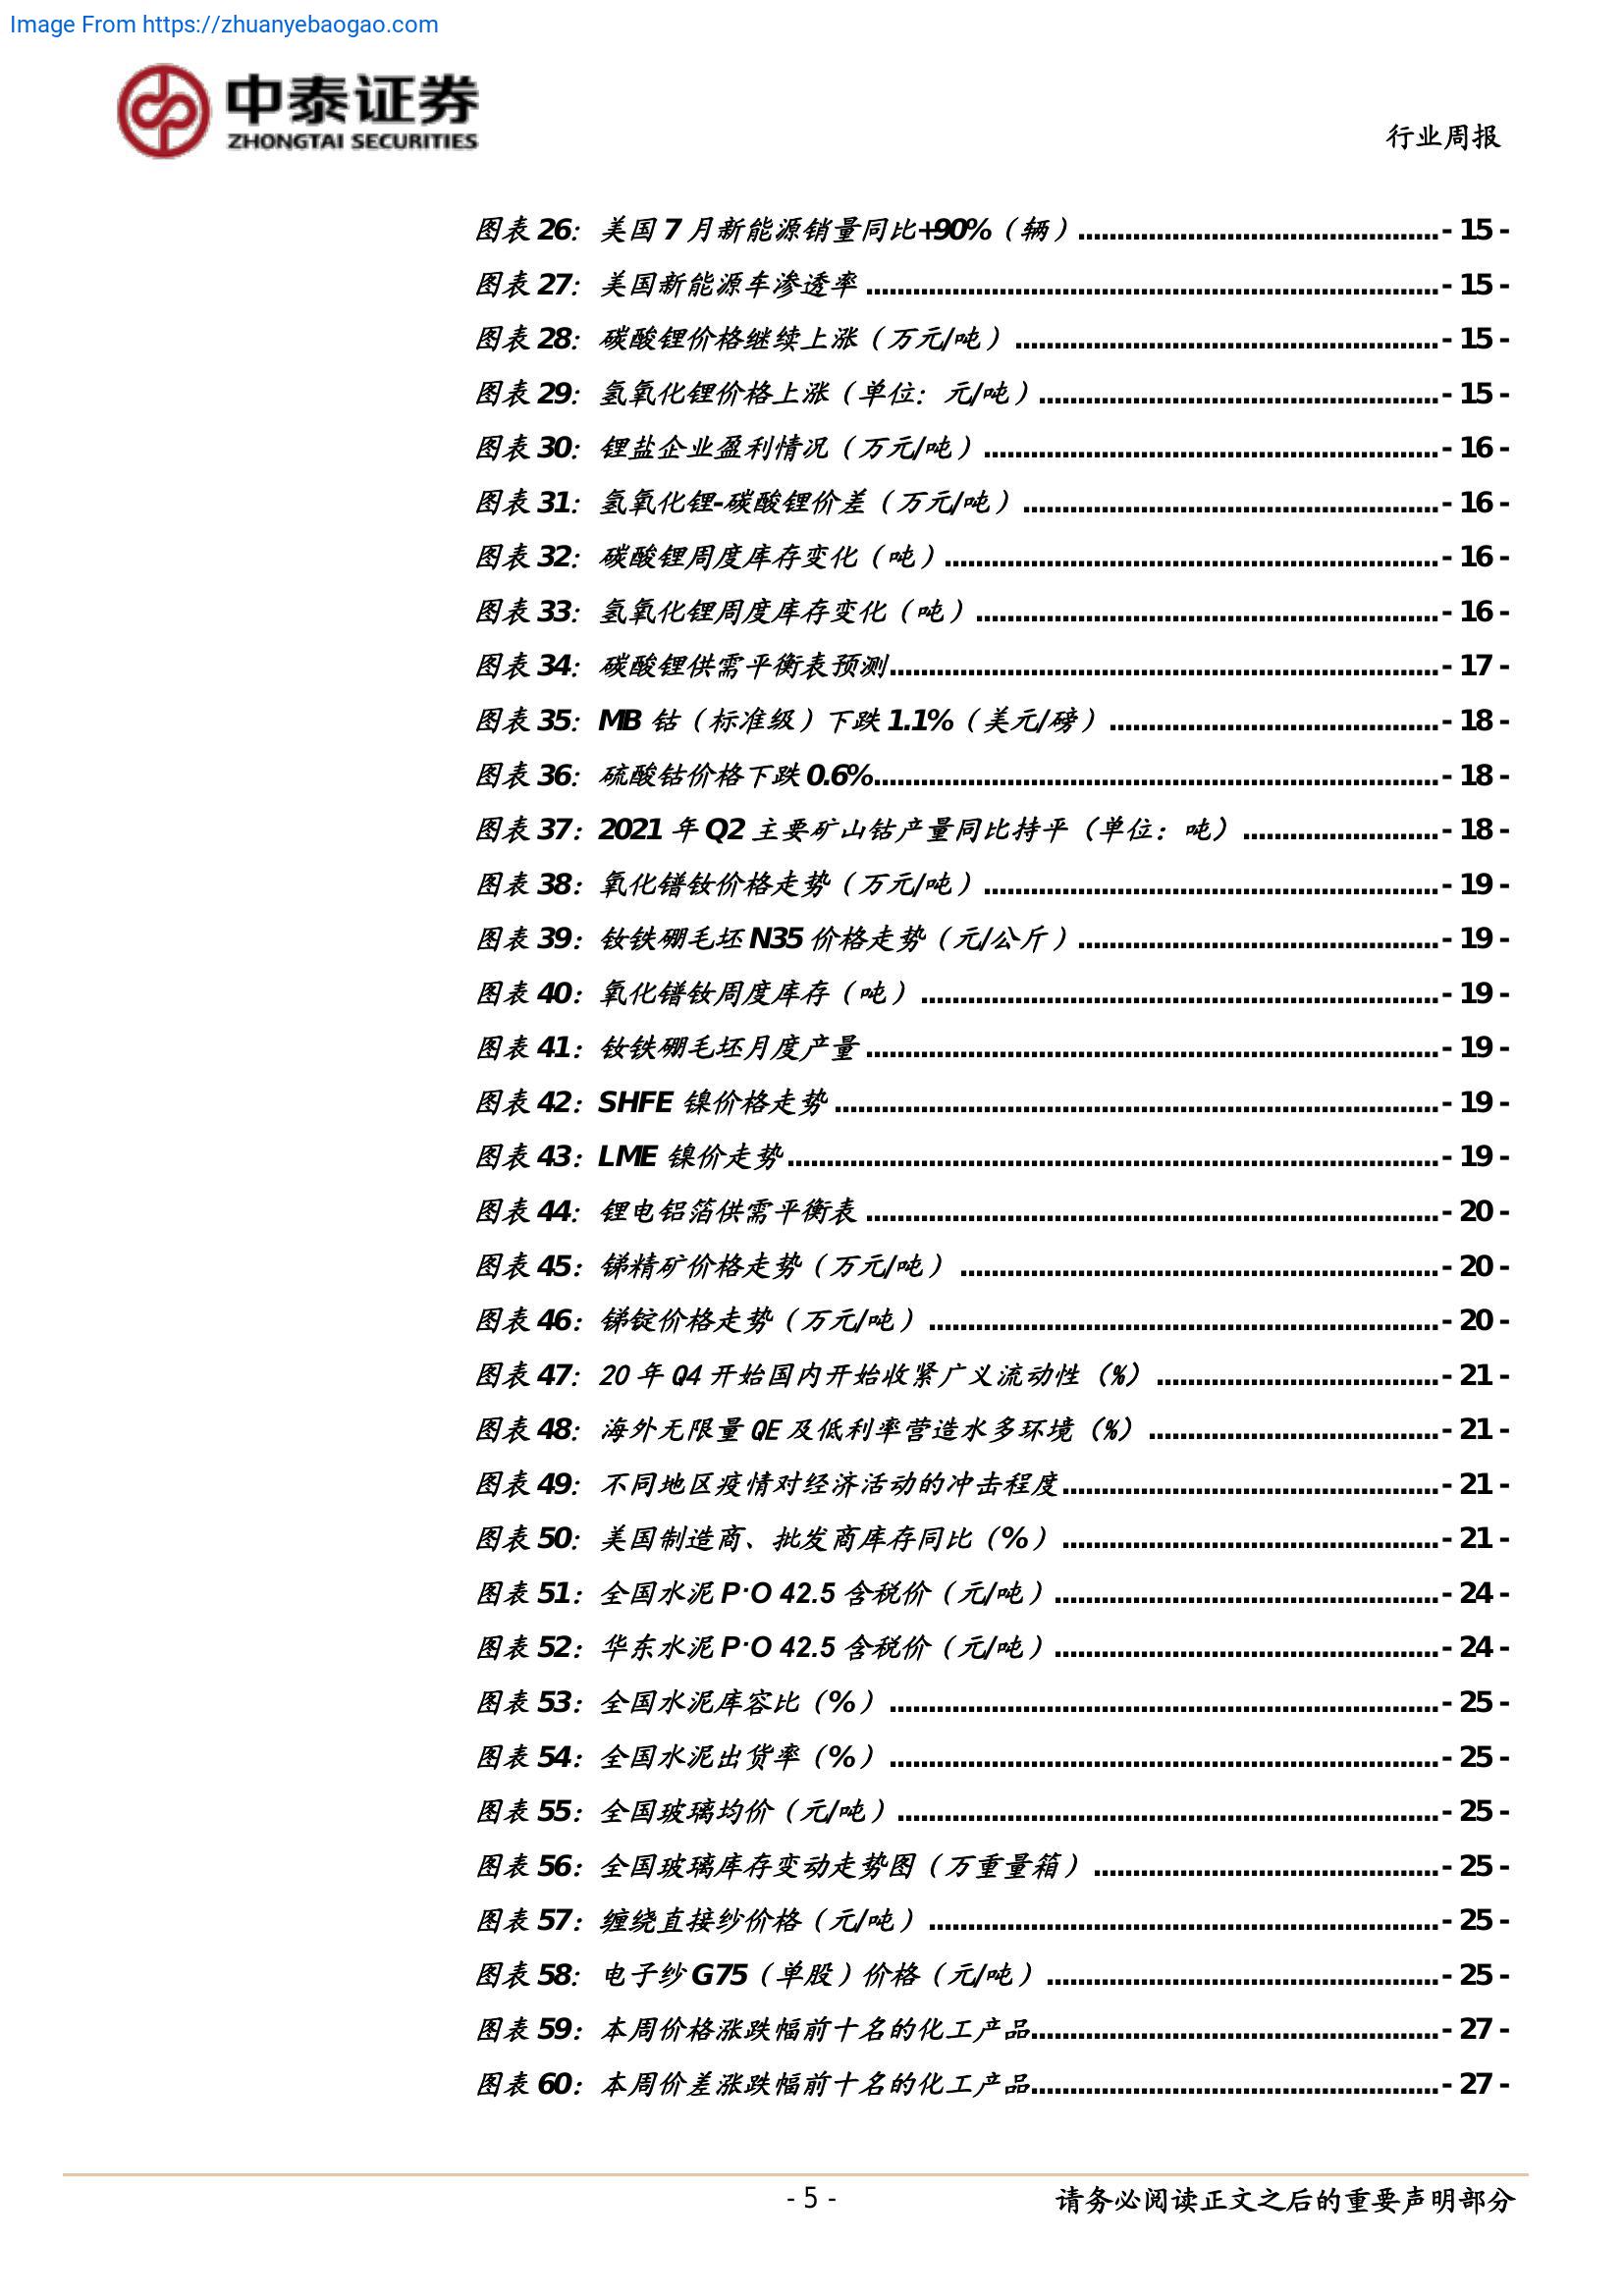 Image From https://zhuanyebaogao.com
中泰证券
ZHONGTAI SECURITIES
行业周报
图表 26：美国 7 月新能源销量同比+90%（辆）- 15 -
图表 27：美国新能源车渗透率- 15 -
图表 28：碳酸锂价格继续上涨（万元/吨）- 15 -
图表 29：氢氧化锂价格上涨（单位：元/吨）- 15 -
图表 30：锂盐企业盈利情况（万元/吨）- 16 -
图表 31：氢氧化锂-碳酸锂价差（万元/吨）- 16 -
图表 32：碳酸锂周度库存变化（吨）- 16 -
图表 33：氢氧化锂周度库存变化（吨）- 16 -
图表 34：碳酸锂供需平衡表预测- 17 -
图表 35：MB 钴（标准级）下跌 1.1%（美元/磅）- 18 -
图表 36：硫酸钴价格下跌 0.6%- 18 -
图表 37：2021 年 Q2 主要矿山钴产量同比持平（单位：吨）- 18 -
图表 38：氧化镨钕价格走势（万元/吨）- 19 -
图表 39：钕铁硼毛坯 N35 价格走势（元/公斤）- 19 -
图表 40：氧化镨钕周度库存（吨）- 19 -
图表 41：钕铁硼毛坯月度产量- 19 -
图表 42：SHFE 镍价格走势- 19 -
图表 43：LME 镍价走势- 19 -
图表 44：锂电铝箔供需平衡表- 20 -
图表 45：锑精矿价格走势（万元/吨）- 20 -
图表 46：锑锭价格走势（万元/吨）- 20 -
图表 47：20 年 Q4 开始国内开始收紧广义流动性（%）- 21 -
图表 48：海外无限量 QE 及低利率营造水多环境（%）- 21 -
图表 49：不同地区疫情对经济活动的冲击程度- 21 -
图表 50：美国制造商、批发商库存同比（%）- 21 -
图表 51：全国水泥 P·O 42.5 含税价（元/吨）- 24 -
图表 52：华东水泥 P·O 42.5 含税价（元/吨）- 24 -
图表 53：全国水泥库容比（%）- 25 -
图表 54：全国水泥出货率（%）- 25 -
图表 55：全国玻璃均价（元/吨）- 25 -
图表 56：全国玻璃库存变动走势图（万重量箱）- 25 -
图表 57：缠绕直接纱价格（元/吨）- 25 -
图表 58：电子纱 G75（单股）价格（元/吨）- 25 -
图表 59：本周价格涨跌幅前十名的化工产品- 27 -
图表 60：本周价差涨跌幅前十名的化工产品- 27 -
- 5 -
请务必阅读正文之后的重要声明部分